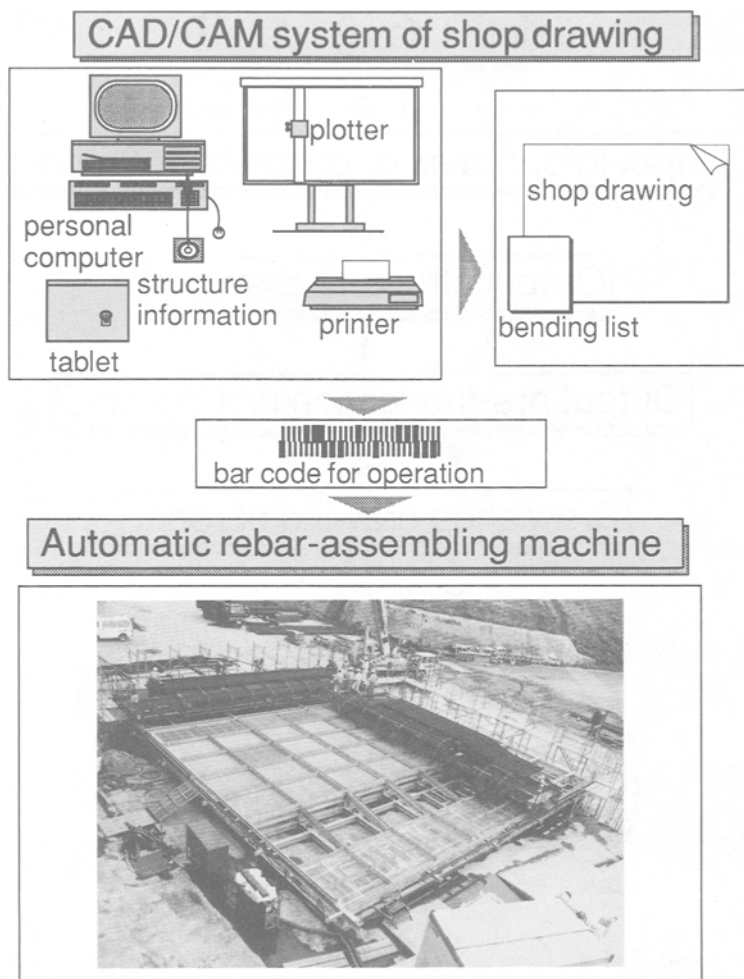 CAD/CAM system of shop drawing
plotter
personal
computer
structure
information
tablet
printer
shop drawing
bending list
bar code for operation
Automatic rebar-assembling machine